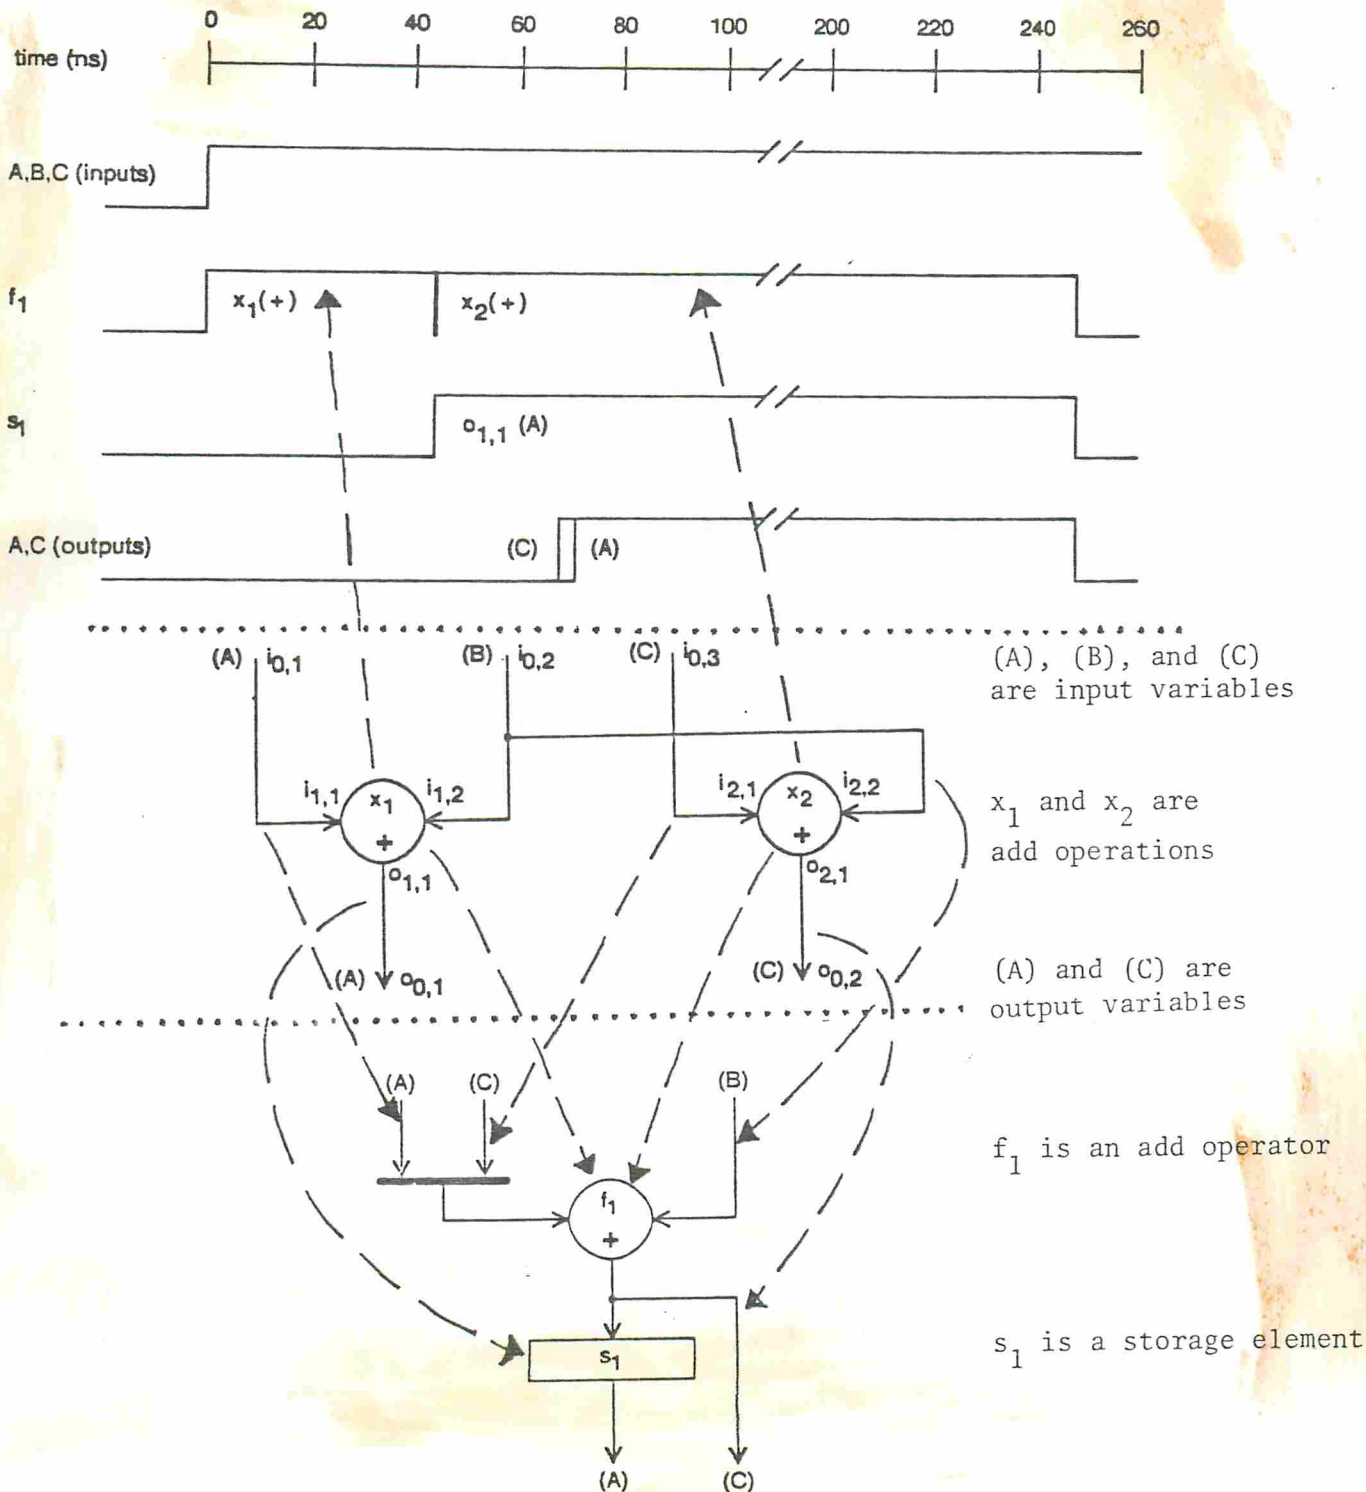 0 20 40 60 80 100 200 220 240 260
time (ns)
A,B,C (inputs)
f1
x1(+) x2(+)
s1
o1,1 (A)
A,C (outputs) (C) (A)
(A) i0,1 (B) i0,2 (C) i0,3
(A), (B), and (C)
are input variables
i1,1 x1 i1,2 i2,1 x2 i2,2
+ +
x1 and x2 are
add operations
o1,1 o2,1
(A) o0,1 (C) o0,2
(A) and (C) are
output variables
(A) (C) (B)
f1 is an add operator
f1
+
s1
s1 is a storage element
(A) (C)